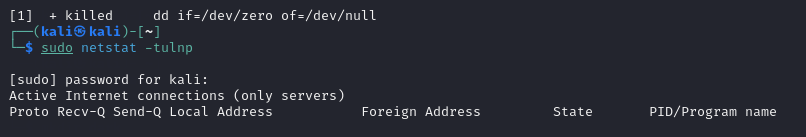 [1]  + killed     dd if=/dev/zero of=/dev/null
┌──(kali㉿kali)-[~]
└─$ sudo netstat -tulnp
[sudo] password for kali:
Active Internet connections (only servers)
Proto Recv-Q Send-Q Local Address           Foreign Address         State       PID/Program name